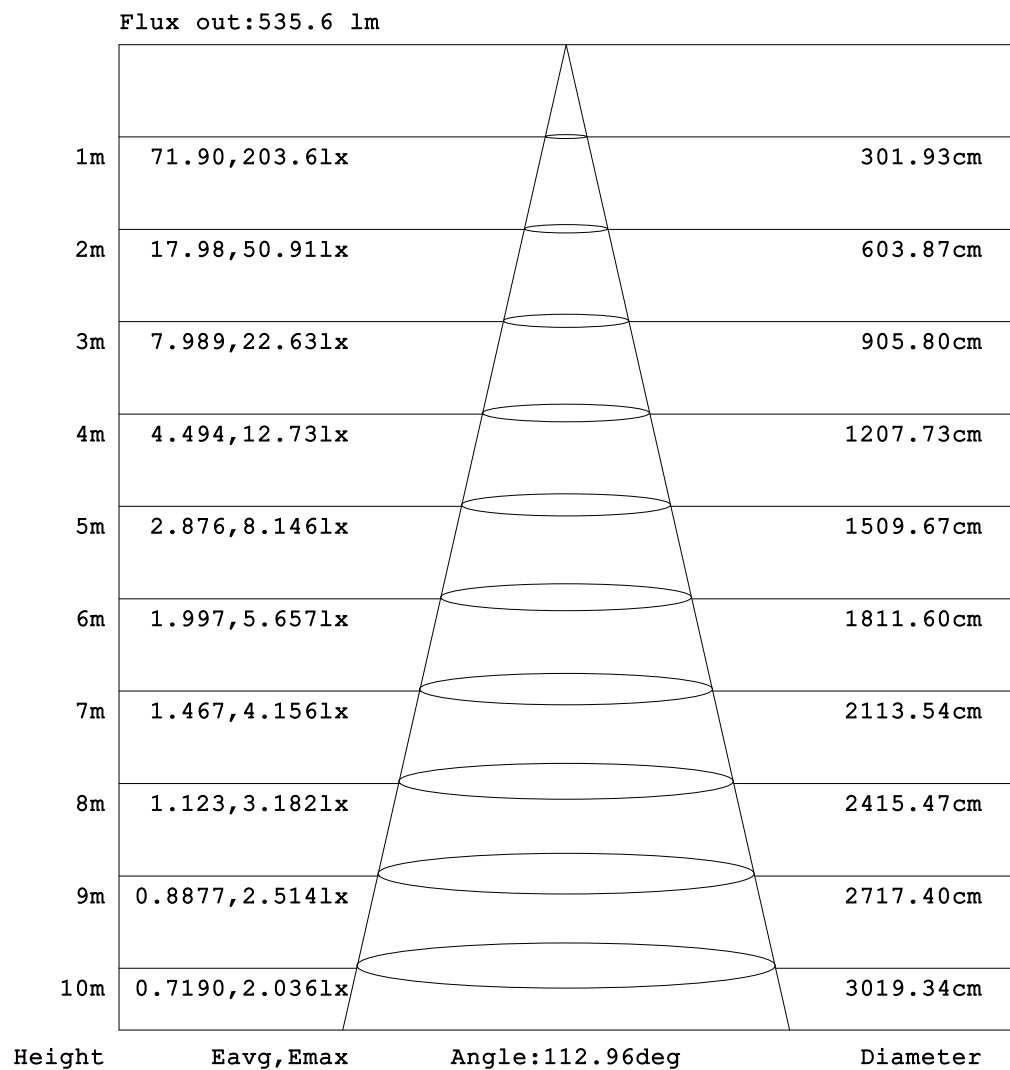 Flux out:535.6 lm
1m 71.90,203.6lx 301.93cm
2m 17.98,50.91lx 603.87cm
3m 7.989,22.63lx 905.80cm
4m 4.494,12.73lx 1207.73cm
5m 2.876,8.146lx 1509.67cm
6m 1.997,5.657lx 1811.60cm
7m 1.467,4.156lx 2113.54cm
8m 1.123,3.182lx 2415.47cm
9m 0.8877,2.514lx 2717.40cm
10m 0.7190,2.036lx 3019.34cm
Height Eavg,Emax Angle:112.96deg Diameter